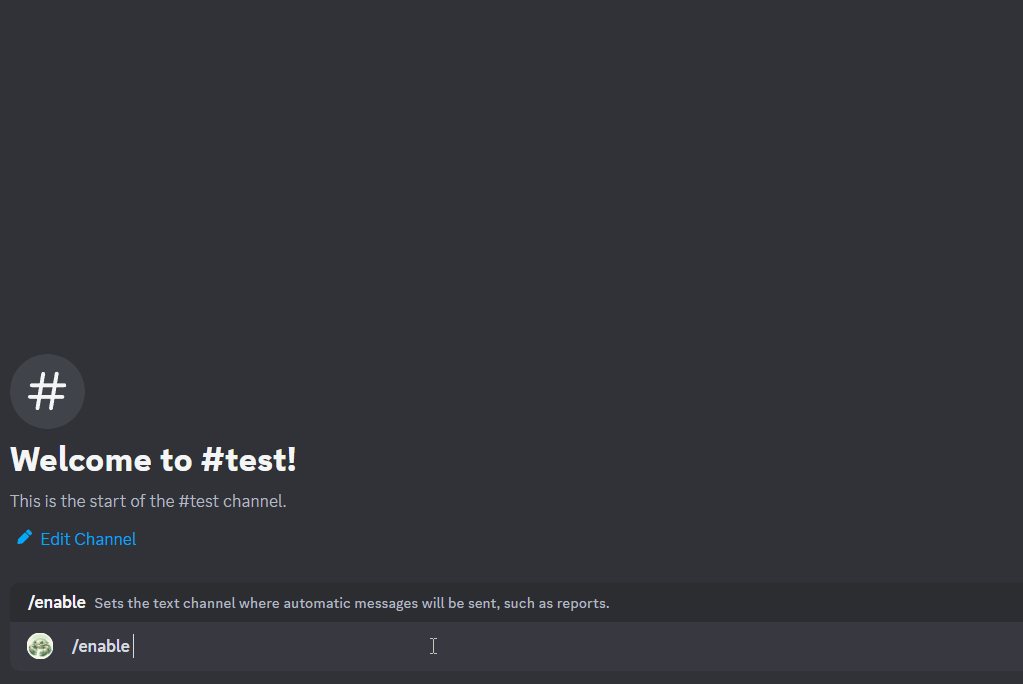 #
Welcome to #test!
This is the start of the #test channel.
Edit Channel
/enable Sets the text channel where automatic messages will be sent, such as reports.
/enable